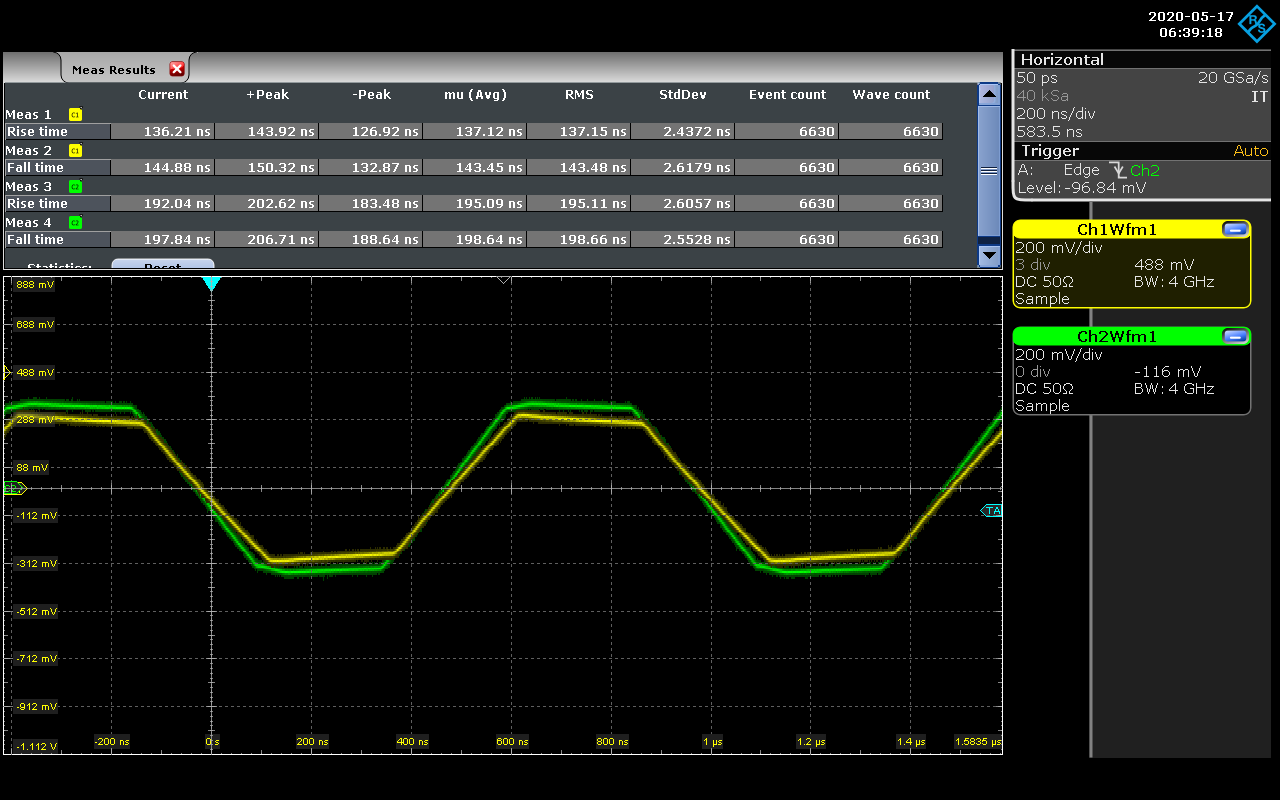 2020-05-17
06:39:18
R&S
Meas Results
Current +Peak -Peak mu (Avg) RMS StdDev Event count Wave count
Meas 1 C1
Rise time 136.21 ns 143.92 ns 126.92 ns 137.12 ns 137.15 ns 2.4372 ns 6630 6630
Meas 2 C1
Fall time 144.88 ns 150.32 ns 132.87 ns 143.45 ns 143.48 ns 2.6179 ns 6630 6630
Meas 3 C2
Rise time 192.04 ns 202.62 ns 183.48 ns 195.09 ns 195.11 ns 2.6057 ns 6630 6630
Meas 4 C2
Fall time 197.84 ns 206.71 ns 188.64 ns 198.64 ns 198.66 ns 2.5528 ns 6630 6630
Statistics: Reset
Horizontal
50 ps 20 GSa/s
40 kSa IT
200 ns/div
583.5 ns
Trigger Auto
A: Edge Ch2
Level: -96.84 mV
Ch1Wfm1
200 mV/div
3 div 488 mV
DC 50Ω BW: 4 GHz
Sample
Ch2Wfm1
200 mV/div
0 div -116 mV
DC 50Ω BW: 4 GHz
Sample
888 mV
688 mV
488 mV
288 mV
88 mV
-112 mV
TA
-312 mV
-512 mV
-712 mV
-912 mV
-1.112 V
-200 ns 0 s 200 ns 400 ns 600 ns 800 ns 1 µs 1.2 µs 1.4 µs 1.5835 µs